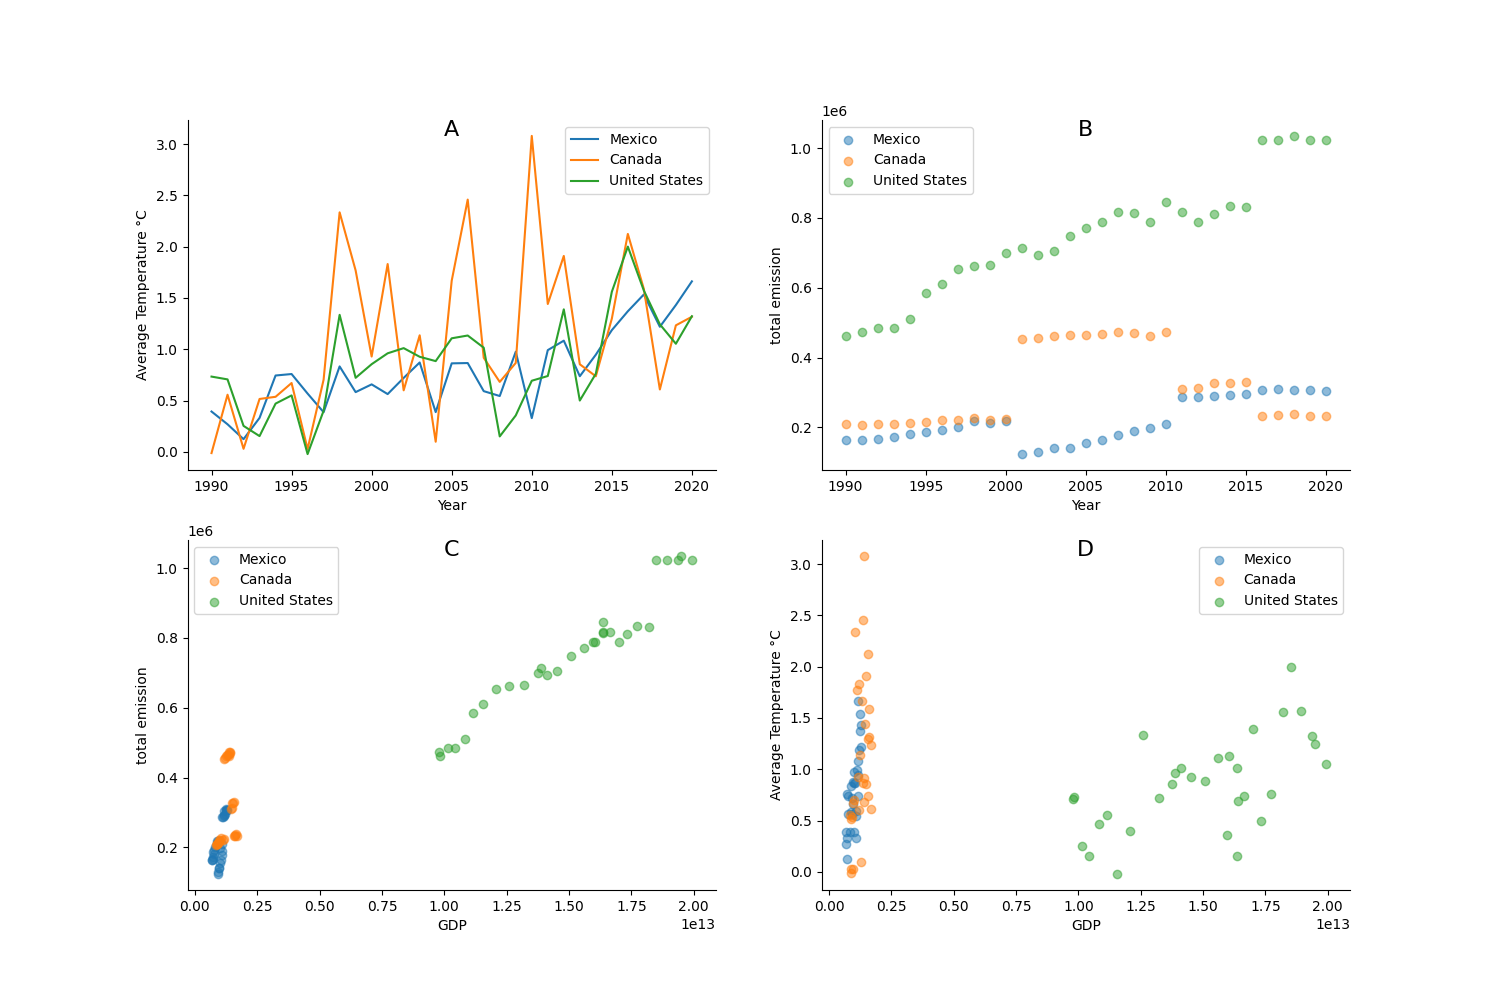 A
Mexico
Canada
United States
3.0
2.5
2.0
1.5
1.0
0.5
0.0
Average Temperature °C
1990 1995 2000 2005 2010 2015 2020
Year
1e6
B
Mexico
Canada
United States
1.0
0.8
0.6
0.4
0.2
total emission
1990 1995 2000 2005 2010 2015 2020
Year
1e6
C
Mexico
Canada
United States
1.0
0.8
0.6
0.4
0.2
total emission
0.00 0.25 0.50 0.75 1.00 1.25 1.50 1.75 2.00
1e13
GDP
D
Mexico
Canada
United States
3.0
2.5
2.0
1.5
1.0
0.5
0.0
Average Temperature °C
0.00 0.25 0.50 0.75 1.00 1.25 1.50 1.75 2.00
1e13
GDP